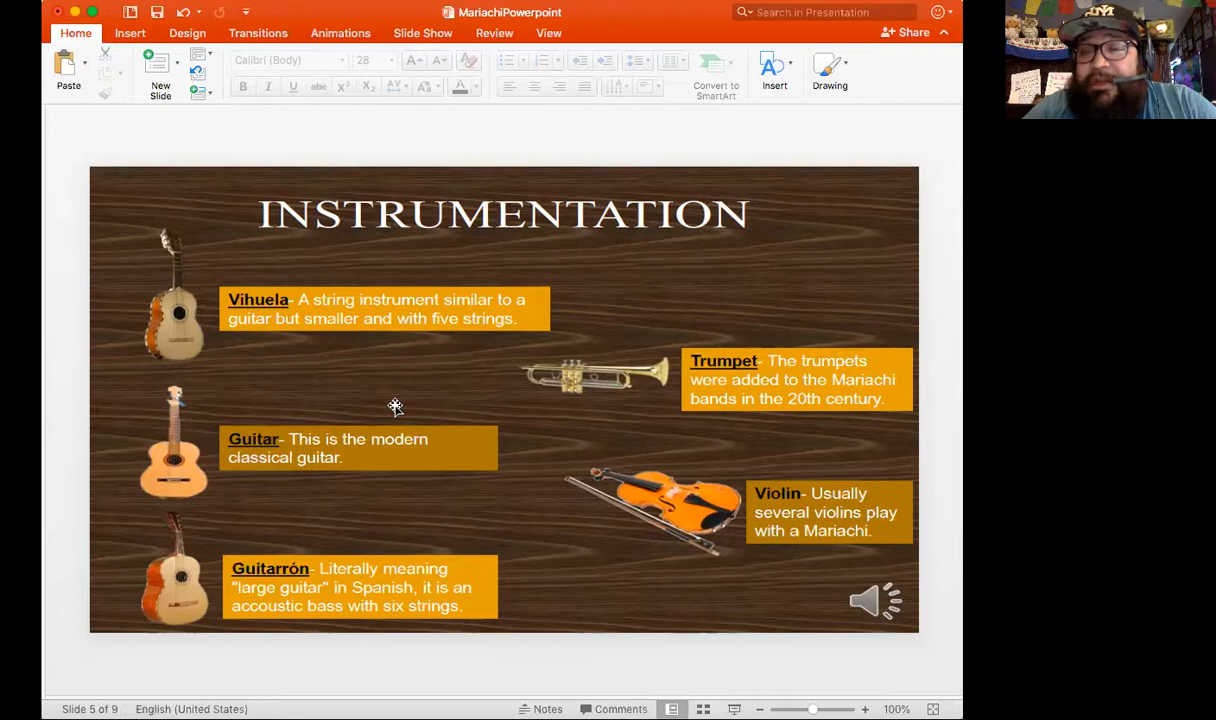 MariachiPowerpoint
Search in Presentation
Home Insert Design Transitions Animations Slide Show Review View
Share
Paste
New
Slide
Calibri (Body) 28
Convert to
SmartArt
Insert
Drawing
INSTRUMENTATION
Vihuela- A string instrument similar to a
guitar but smaller and with five strings.
Trumpet- The trumpets
were added to the Mariachi
bands in the 20th century.
Guitar- This is the modern
classical guitar.
Violin- Usually
several violins play
with a Mariachi.
Guitarrón- Literally meaning
"large guitar" in Spanish, it is an
accoustic bass with six strings.
Slide 5 of 9 English (United States) Notes Comments 100%